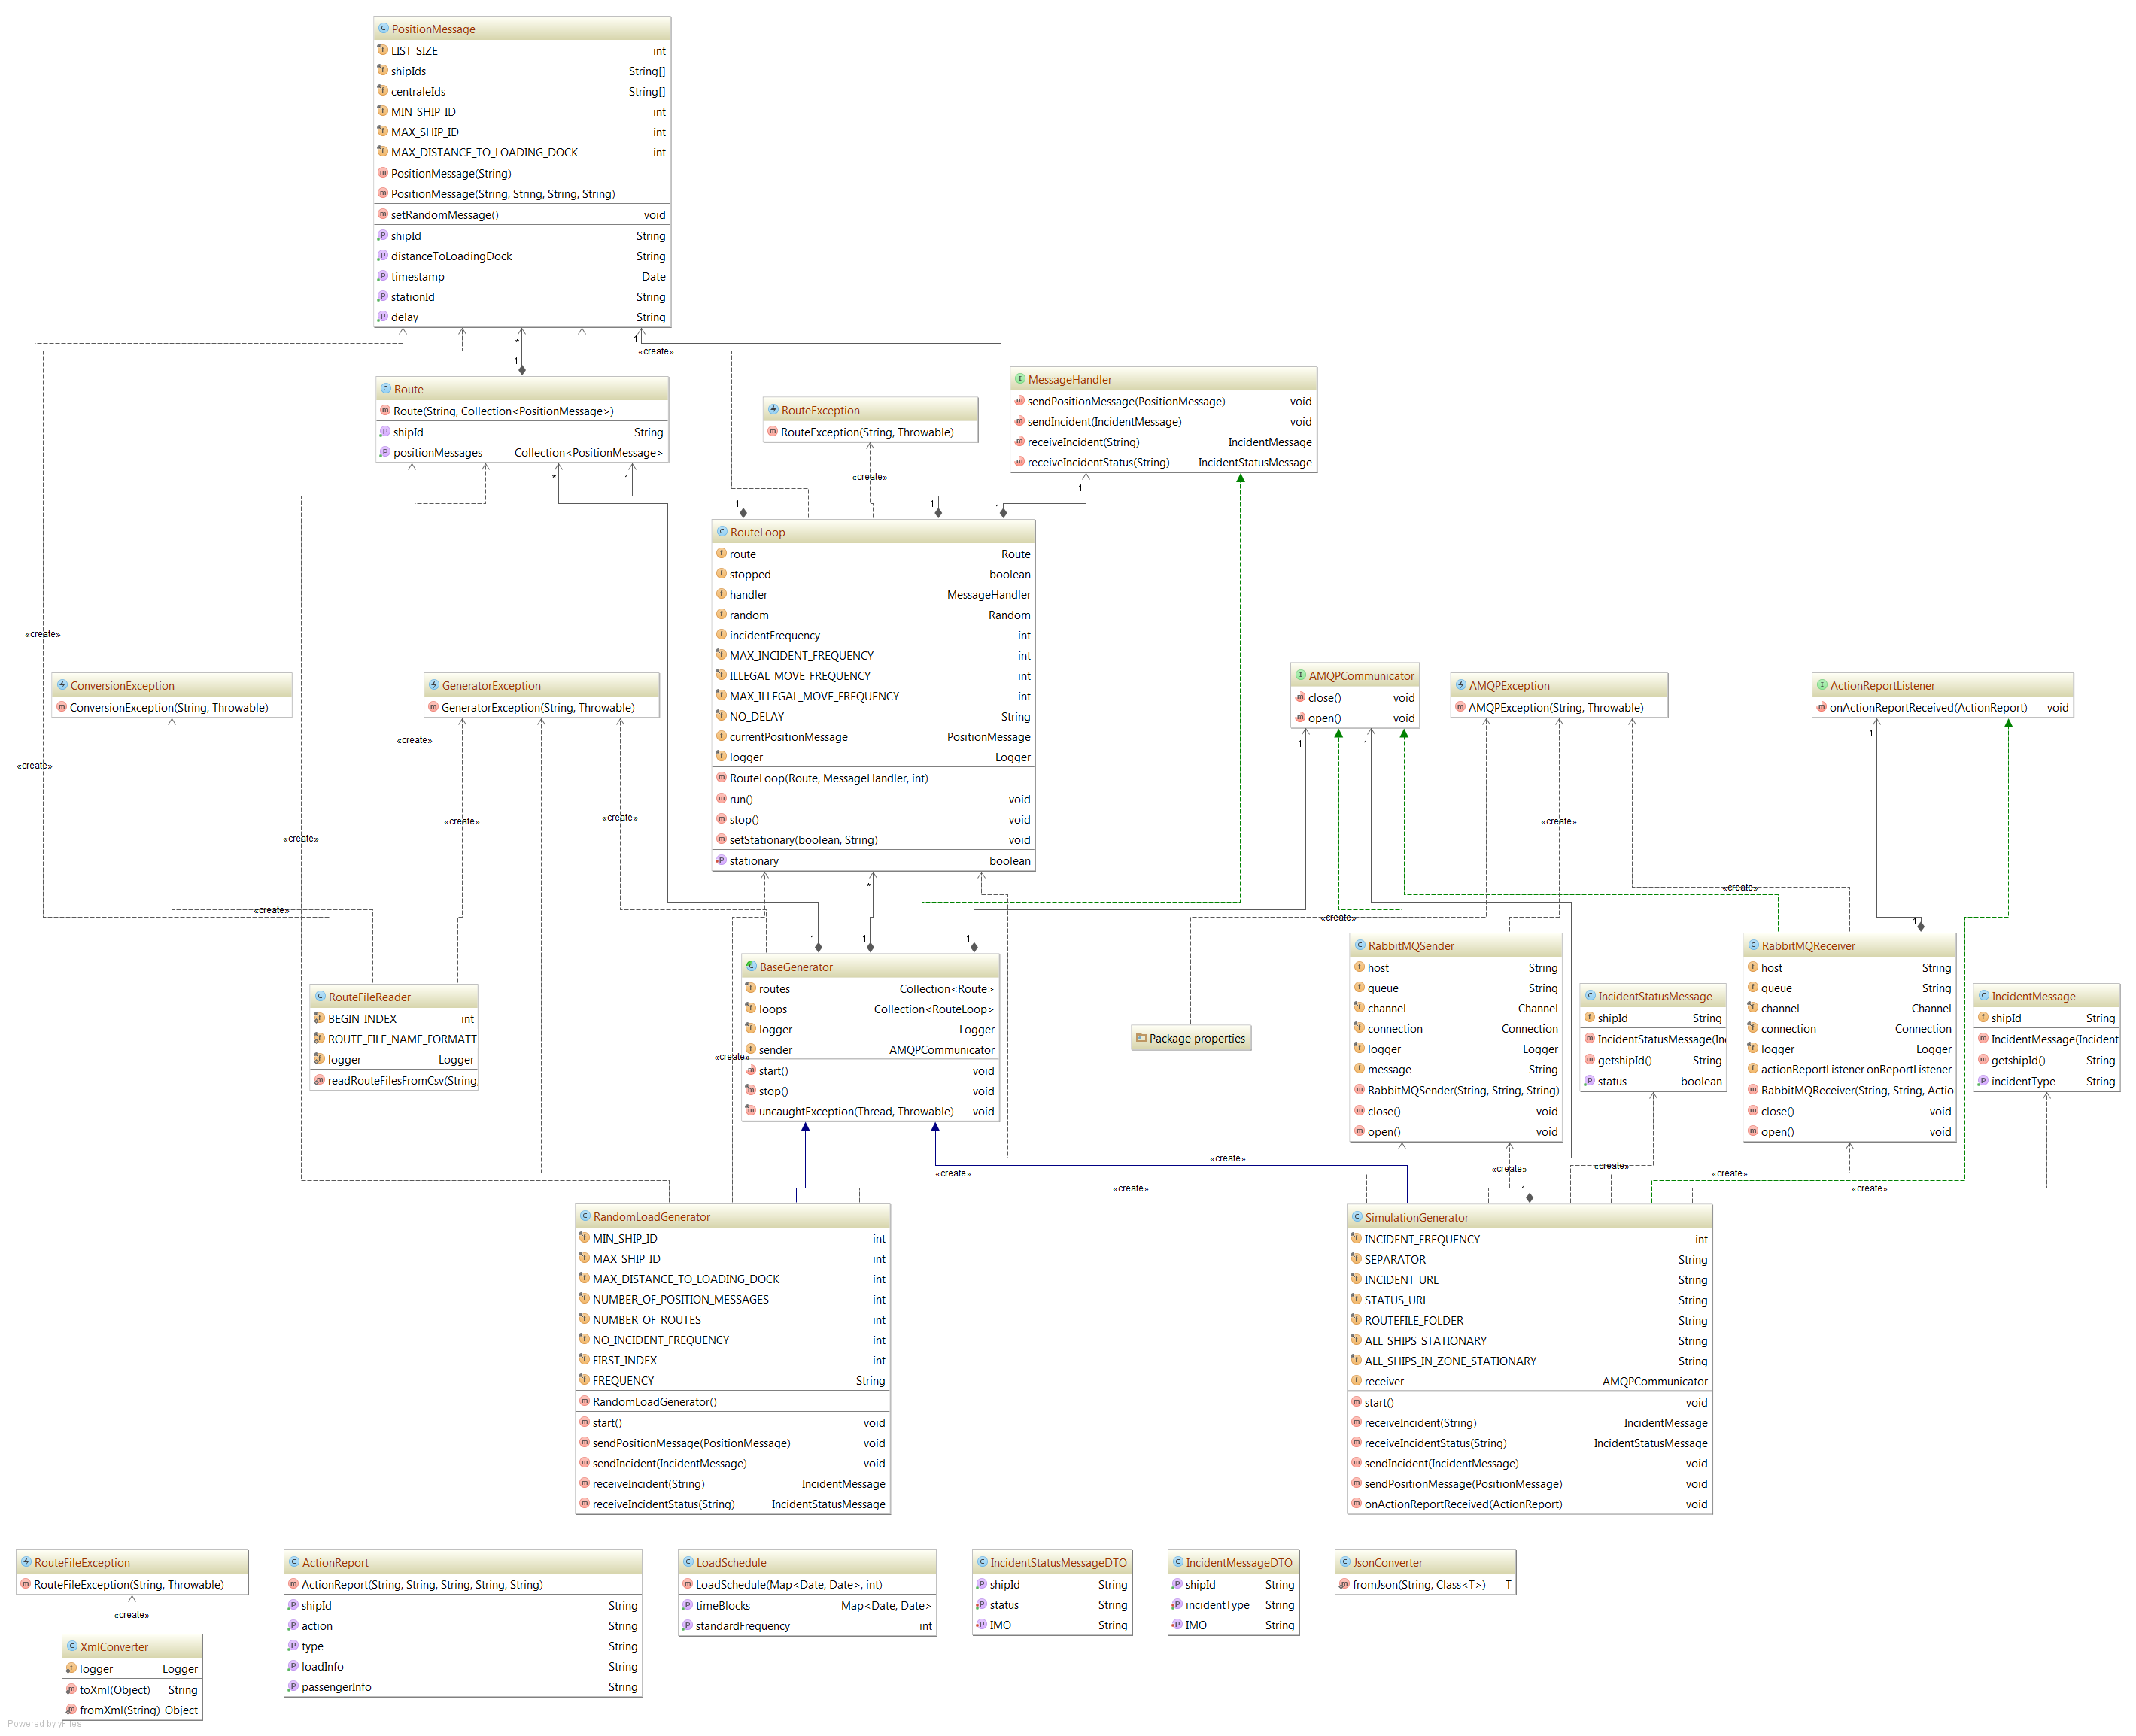 PositionMessage
LIST_SIZE int
shipIds String[]
centraleIds String[]
MIN_SHIP_ID int
MAX_SHIP_ID int
MAX_DISTANCE_TO_LOADING_DOCK int
PositionMessage(String)
PositionMessage(String, String, String, String)
setRandomMessage() void
shipId String
distanceToLoadingDock String
timestamp Date
stationId String
delay String
* 1
1
«create»
Route
Route(String, Collection<PositionMessage>)
shipId String
positionMessages Collection<PositionMessage>
RouteException
RouteException(String, Throwable)
MessageHandler
sendPositionMessage(PositionMessage) void
sendIncident(IncidentMessage) void
receiveIncident(String) IncidentMessage
receiveIncidentStatus(String) IncidentStatusMessage
* 1 «create» 1
1 1 1
RouteLoop
route Route
stopped boolean
handler MessageHandler
random Random
incidentFrequency int
MAX_INCIDENT_FREQUENCY int
ILLEGAL_MOVE_FREQUENCY int
MAX_ILLEGAL_MOVE_FREQUENCY int
NO_DELAY String
currentPositionMessage PositionMessage
logger Logger
RouteLoop(Route, MessageHandler, int)
run() void
stop() void
setStationary(boolean, String) void
stationary boolean
«create»
ConversionException
ConversionException(String, Throwable)
GeneratorException
GeneratorException(String, Throwable)
AMQPCommunicator
close() void
open() void
AMQPException
AMQPException(String, Throwable)
ActionReportListener
onActionReportReceived(ActionReport) void
1 1 1
«create»
«create»
«create» «create» «create»
«create»
* «create»
«create» «create»
1 1 1 1
RouteFileReader
BEGIN_INDEX int
ROUTE_FILE_NAME_FORMATT
logger Logger
readRouteFilesFromCsv(String,
BaseGenerator
routes Collection<Route>
loops Collection<RouteLoop>
logger Logger
sender AMQPCommunicator
start() void
stop() void
uncaughtException(Thread, Throwable) void
«create»
Package properties
RabbitMQSender
host String
queue String
channel Channel
connection Connection
logger Logger
message String
RabbitMQSender(String, String, String)
close() void
open() void
IncidentStatusMessage
shipId String
IncidentStatusMessage(In
getshipId() String
status boolean
RabbitMQReceiver
host String
queue String
channel Channel
connection Connection
logger Logger
actionReportListener onReportListener
RabbitMQReceiver(String, String, Actio
close() void
open() void
IncidentMessage
shipId String
IncidentMessage(Incident
getshipId() String
incidentType String
«create»
«create» «create» «create» «create»
«create» 1 «create»
RandomLoadGenerator
MIN_SHIP_ID int
MAX_SHIP_ID int
MAX_DISTANCE_TO_LOADING_DOCK int
NUMBER_OF_POSITION_MESSAGES int
NUMBER_OF_ROUTES int
NO_INCIDENT_FREQUENCY int
FIRST_INDEX int
FREQUENCY String
RandomLoadGenerator()
start() void
sendPositionMessage(PositionMessage) void
sendIncident(IncidentMessage) void
receiveIncident(String) IncidentMessage
receiveIncidentStatus(String) IncidentStatusMessage
SimulationGenerator
INCIDENT_FREQUENCY int
SEPARATOR String
INCIDENT_URL String
STATUS_URL String
ROUTEFILE_FOLDER String
ALL_SHIPS_STATIONARY String
ALL_SHIPS_IN_ZONE_STATIONARY String
receiver AMQPCommunicator
start() void
receiveIncident(String) IncidentMessage
receiveIncidentStatus(String) IncidentStatusMessage
sendIncident(IncidentMessage) void
sendPositionMessage(PositionMessage) void
onActionReportReceived(ActionReport) void
RouteFileException
RouteFileException(String, Throwable)
«create»
XmlConverter
logger Logger
toXml(Object) String
fromXml(String) Object
ActionReport
ActionReport(String, String, String, String, String)
shipId String
action String
type String
loadInfo String
passengerInfo String
LoadSchedule
LoadSchedule(Map<Date, Date>, int)
timeBlocks Map<Date, Date>
standardFrequency int
IncidentStatusMessageDTO
shipId String
status String
IMO String
IncidentMessageDTO
shipId String
incidentType String
IMO String
JsonConverter
fromJson(String, Class<T>) T
Powered by yFiles